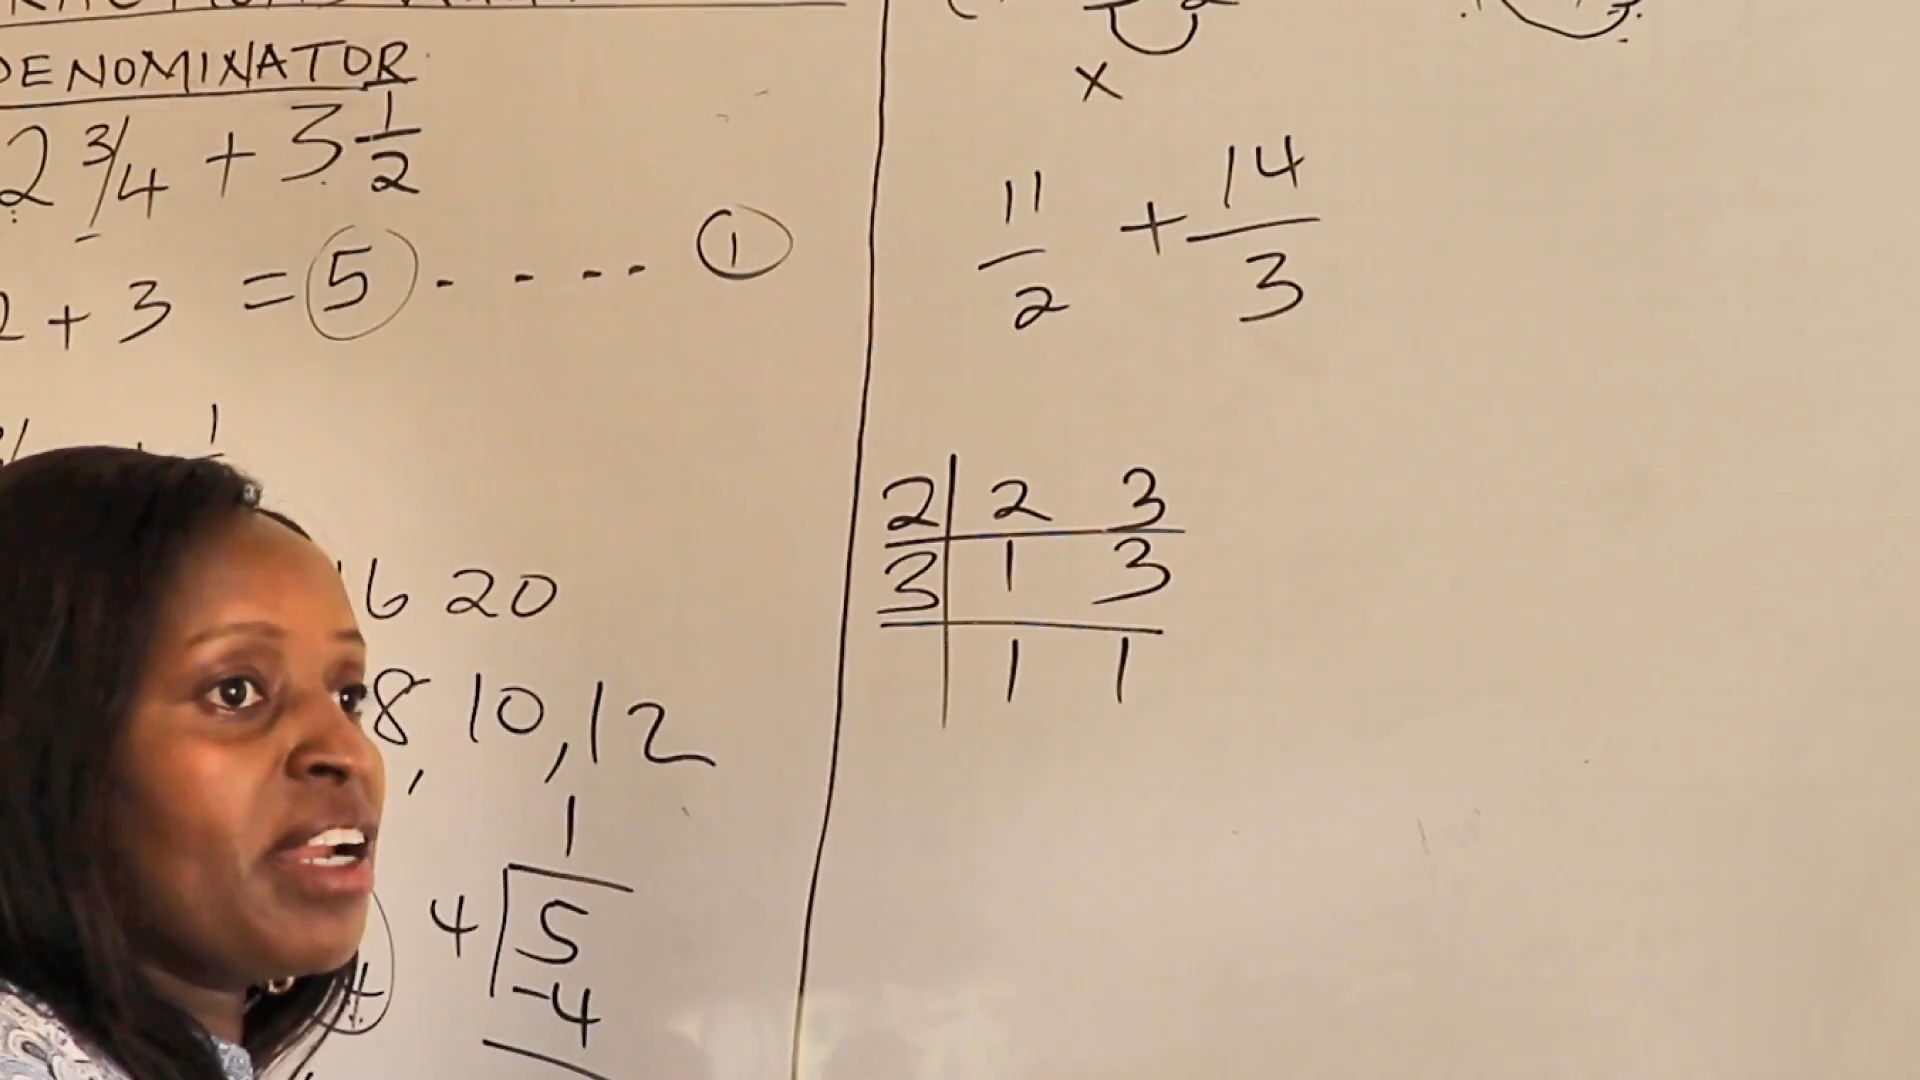 DENOMINATOR
2 3/4 + 3 1/2
2 + 3 = 5 - - - - 1
1
16 20
8, 10, 12
1
4 5
-4
x
11/2 + 14/3
2 | 2 3
3 | 1 3
1 1